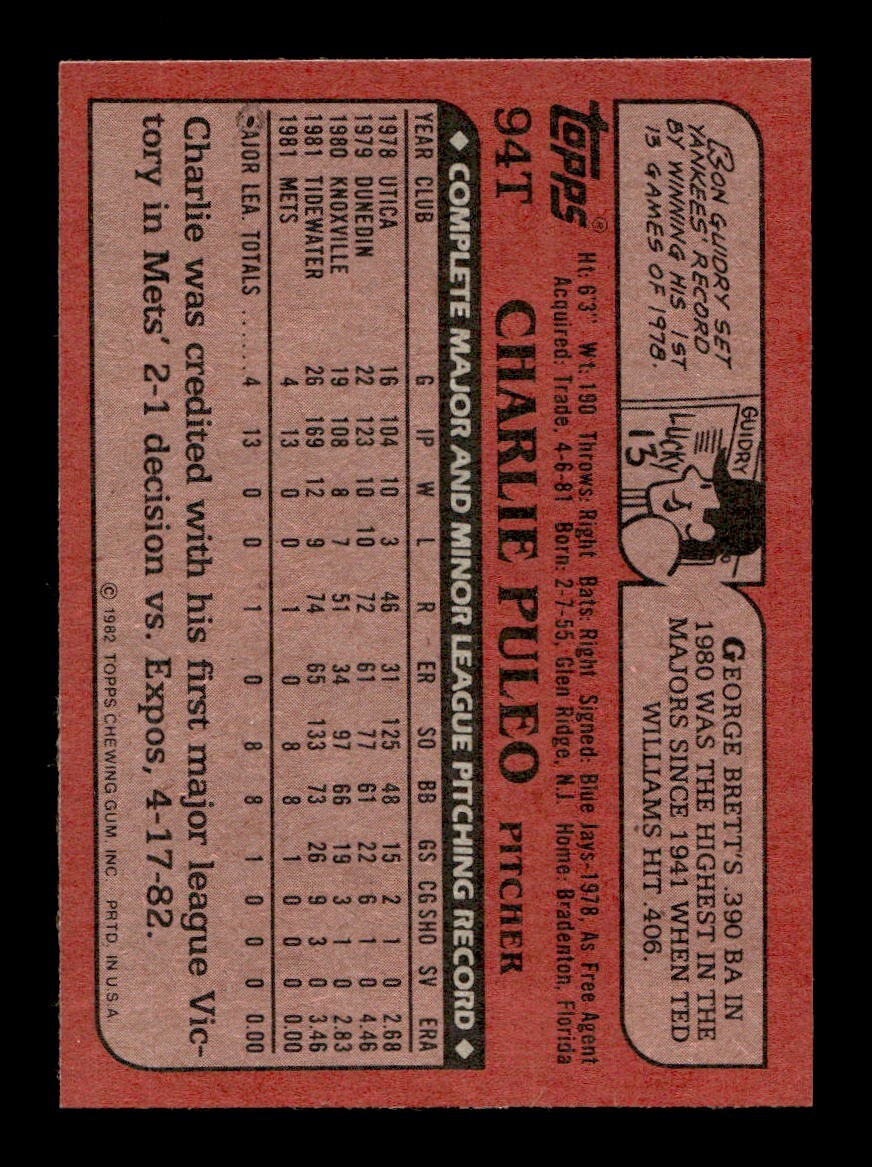 RON GUIDRY SET
YANKEES' RECORD
BY WINNING HIS 1ST
13 GAMES OF 1978.
GUIDRY
LUCKY
13
GEORGE BRETT'S .390 BA IN
1980 WAS THE HIGHEST IN THE
MAJORS SINCE 1941 WHEN TED
WILLIAMS HIT .406.
topps®
94T
Ht: 6'3" Wt: 190 Throws: Right Bats: Right Signed: Blue Jays-1978, As Free Agent
Acquired: Trade, 4-6-81 Born: 2-7-55, Glen Ridge, N.J. Home: Bradenton, Florida
CHARLIE PULEO PITCHER
◆ COMPLETE MAJOR AND MINOR LEAGUE PITCHING RECORD ◆
YEAR CLUB G IP W L R ER SO BB GS CG SHO SV ERA
1978 UTICA 16 104 10 3 46 31 125 48 15 2 1 0 2.68
1979 DUNEDIN 22 123 10 10 72 61 77 61 22 6 1 0 4.46
1980 KNOXVILLE 19 108 8 7 51 34 97 66 19 3 1 0 2.83
1981 TIDEWATER 26 169 12 9 74 65 133 73 26 9 3 0 3.46
1981 METS 4 13 0 0 1 0 8 8 1 0 0 0 0.00
AJOR LEA. TOTALS ...... 4 13 0 0 1 0 8 8 1 0 0 0 0.00
Charlie was credited with his first major league Vic-
tory in Mets' 2-1 decision vs. Expos, 4-17-82.
© 1982 TOPPS CHEWING GUM, INC. PRTD. IN U.S.A.